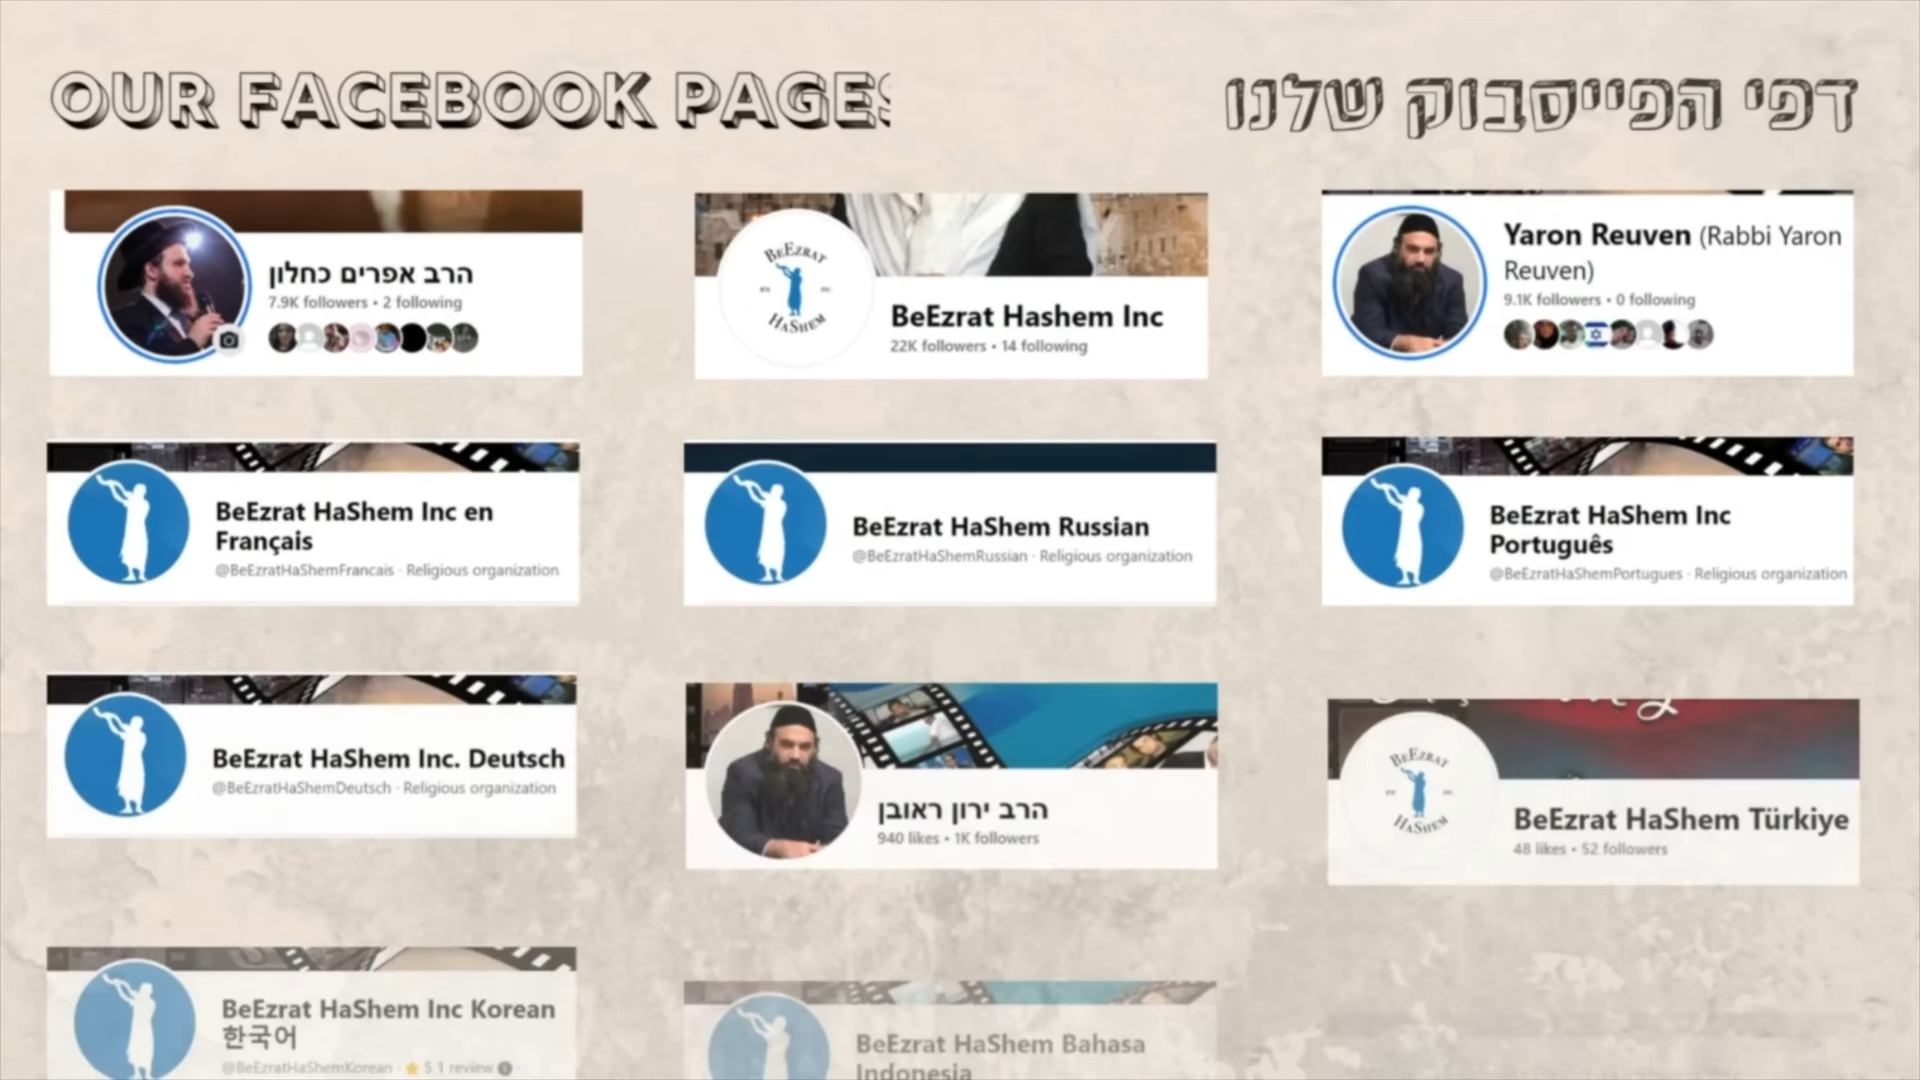 OUR FACEBOOK PAGES
דפי הפייסבוק שלנו
הרב אפרים כחלון
7.9K followers • 2 following
BEEZRAT
HASHEM
BeEzrat Hashem Inc
22K followers • 14 following
Yaron Reuven (Rabbi Yaron
Reuven)
9.1K followers • 0 following
BeEzrat HaShem Inc en
Français
@BeEzratHaShemFrancais · Religious organization
BeEzrat HaShem Russian
@BeEzratHaShemRussian · Religious organization
BeEzrat HaShem Inc
Português
@BeEzratHaShemPortugues · Religious organization
BeEzrat HaShem Inc. Deutsch
@BeEzratHaShemDeutsch · Religious organization
הרב ירון ראובן
940 likes • 1K followers
BEEZRAT
HASHEM
BeEzrat HaShem Türkiye
48 likes • 52 followers
BeEzrat HaShem Inc Korean
한국어
@BeEzratHaShemKorean · 5 1 review
BeEzrat HaShem Bahasa
Indonesia